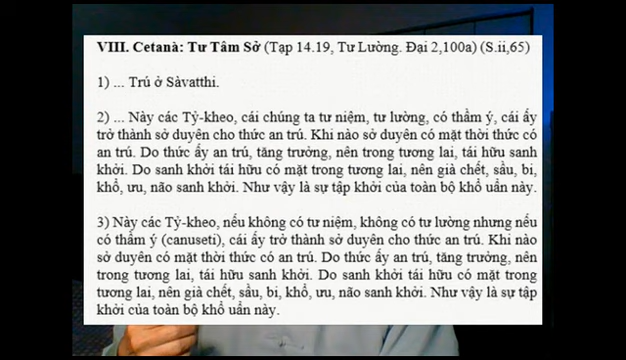 VIII. Cetanà: Tư Tâm Sở (Tạp 14.19, Tư Lường. Đại 2,100a) (S.ii,65)
1) ... Trú ở Sàvatthi.
2) ... Này các Tỷ-kheo, cái chúng ta tư niệm, tư lường, có thầm ý, cái ấy
trở thành sở duyên cho thức an trú. Khi nào sở duyên có mặt thời thức có
an trú. Do thức ấy an trú, tăng trưởng, nên trong tương lai, tái hữu sanh
khởi. Do sanh khởi tái hữu có mặt trong tương lai, nên già chết, sầu, bi,
khổ, ưu, não sanh khởi. Như vậy là sự tập khởi của toàn bộ khổ uẩn này.
3) Này các Tỷ-kheo, nếu không có tư niệm, không có tư lường nhưng nếu
có thầm ý (canuseti), cái ấy trở thành sở duyên cho thức an trú. Khi nào
sở duyên có mặt thời thức có an trú. Do thức ấy an trú, tăng trưởng, nên
trong tương lai, tái hữu sanh khởi. Do sanh khởi tái hữu có mặt trong
tương lai, nên già chết, sầu, bi, khổ, ưu, não sanh khởi. Như vậy là sự tập
khởi của toàn bộ khổ uẩn này.